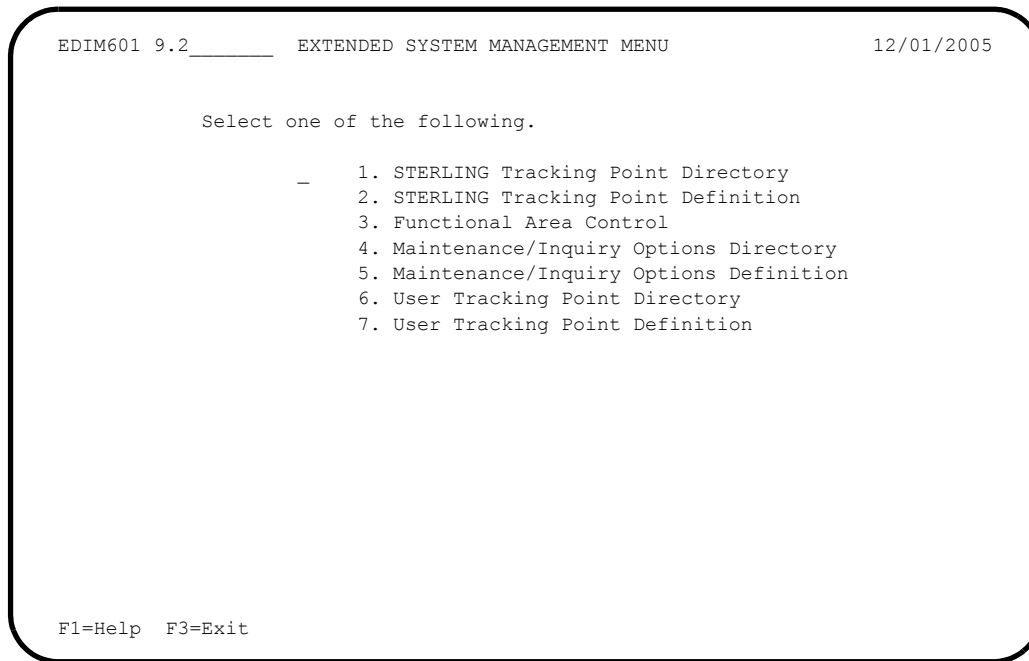 EDIM601 9.2_______ EXTENDED SYSTEM MANAGEMENT MENU 12/01/2005
Select one of the following.
_ 1. STERLING Tracking Point Directory
2. STERLING Tracking Point Definition
3. Functional Area Control
4. Maintenance/Inquiry Options Directory
5. Maintenance/Inquiry Options Definition
6. User Tracking Point Directory
7. User Tracking Point Definition
F1=Help F3=Exit